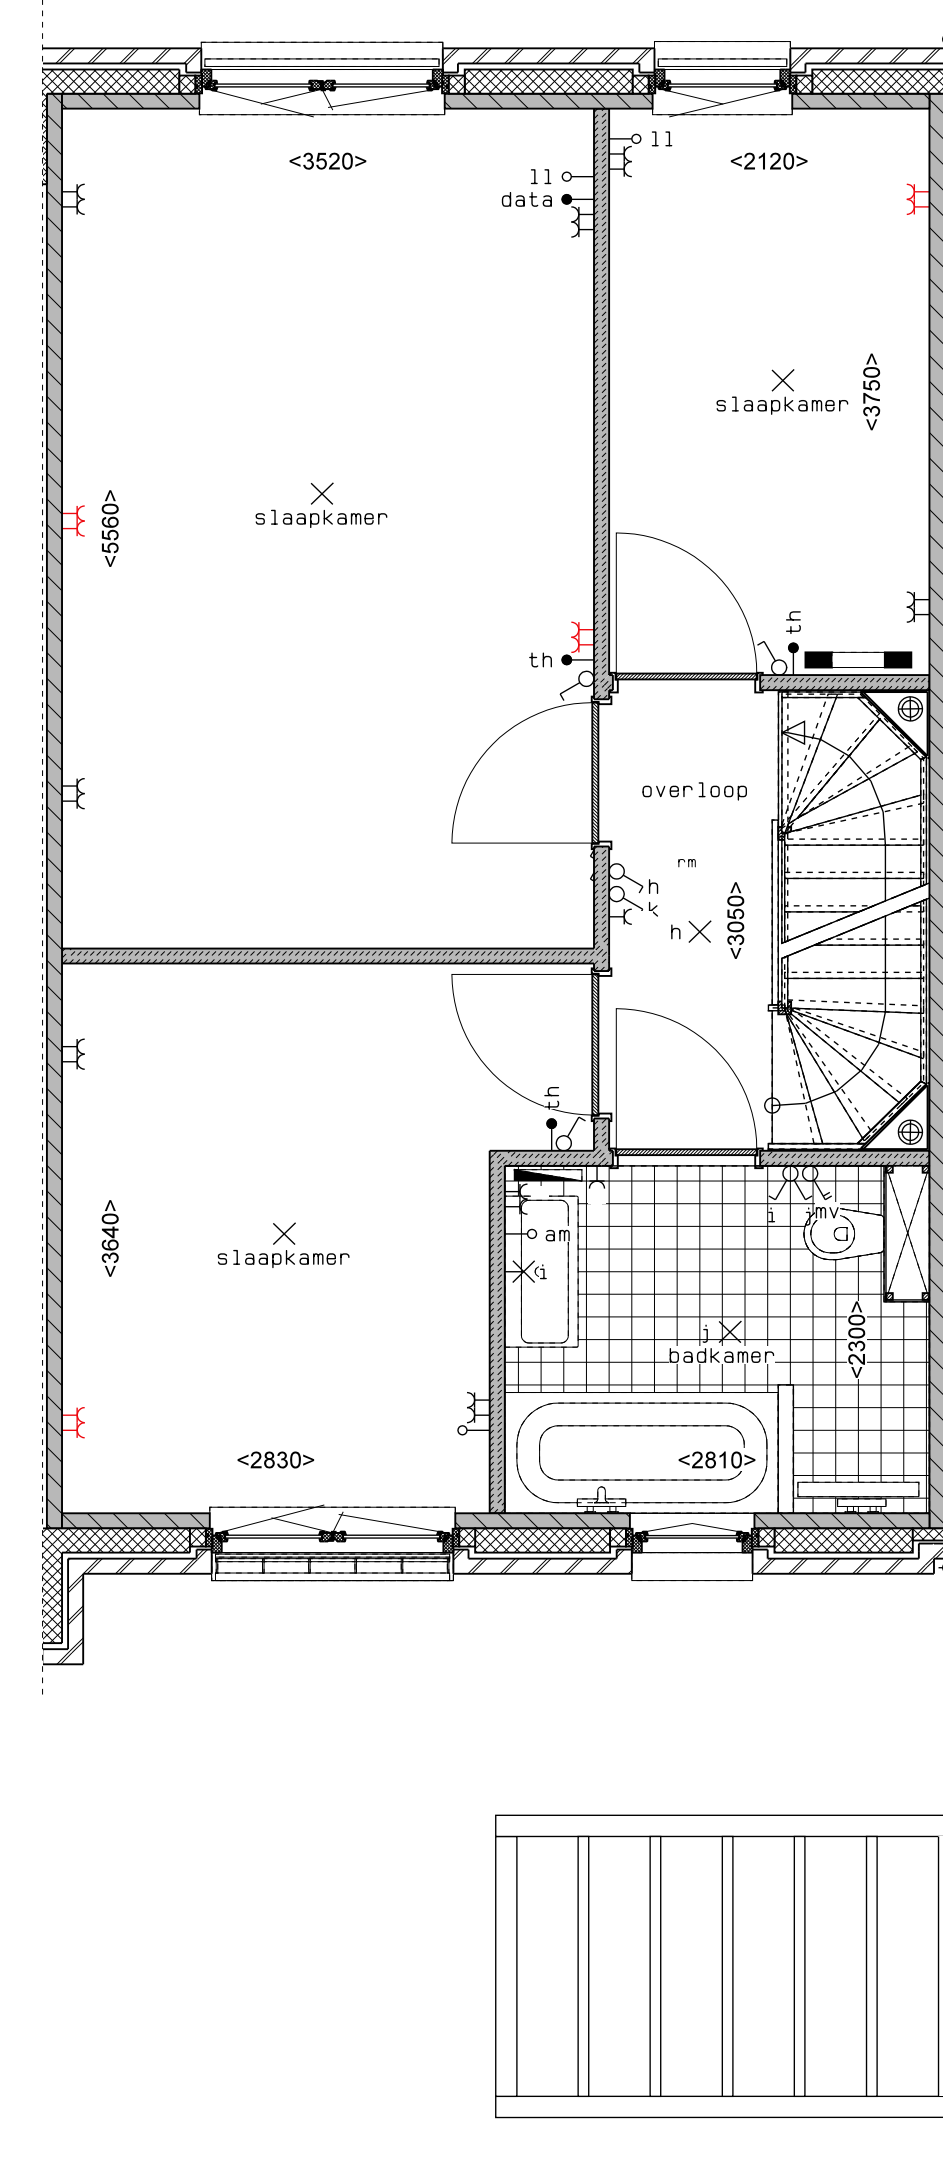 <3520>
<2120>
ll
ll
data
<3750>
slaapkamer
<5560>
slaapkamer
th
th
overloop
rm
h
k
h
<3050>
th
<3640>
slaapkamer
am
i
i
j
mv
j
badkamer
<2300>
<2830>
<2810>